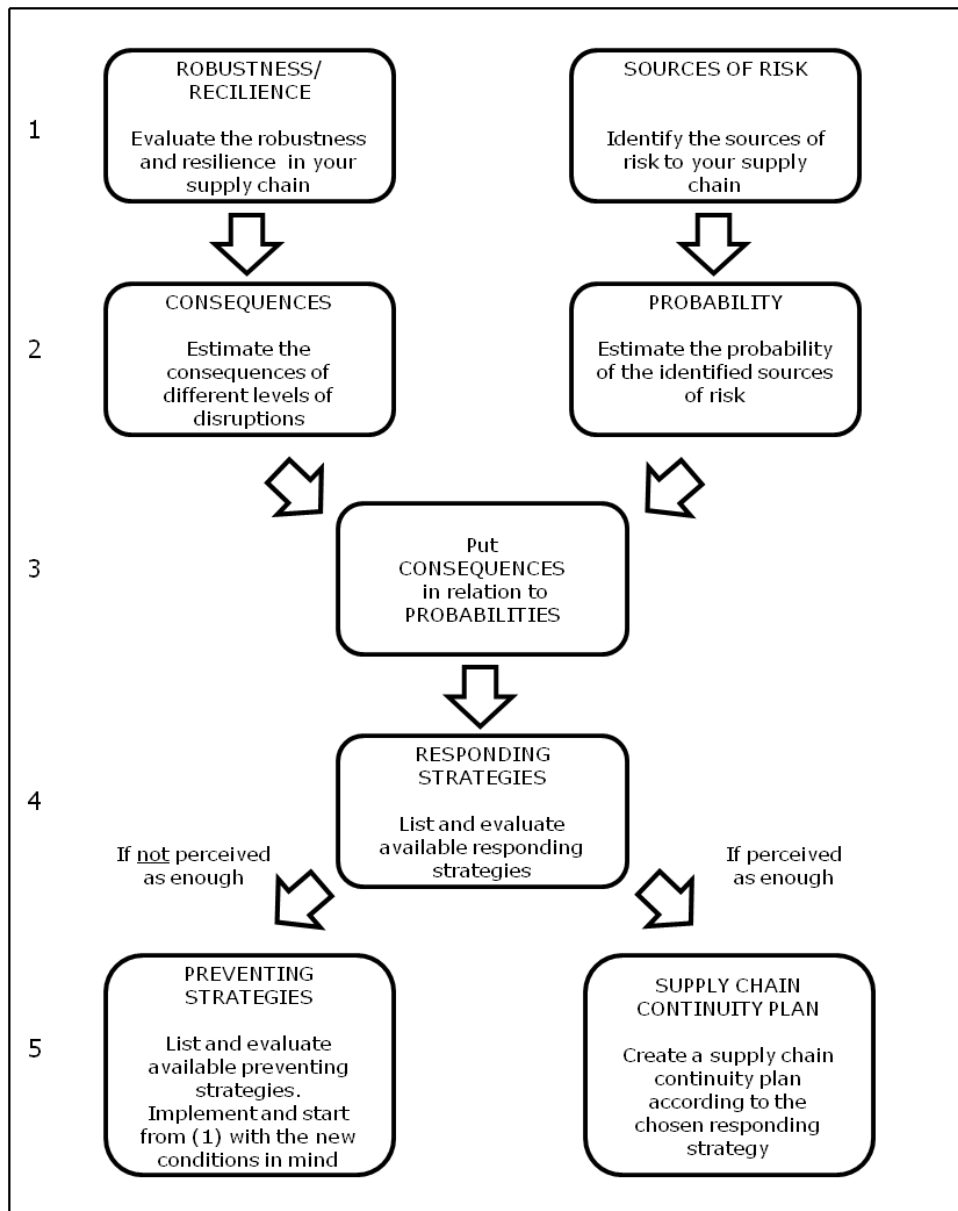 1
ROBUSTNESS/
RECILIENCE
Evaluate the robustness
and resilience in your
supply chain
SOURCES OF RISK
Identify the sources of
risk to your supply
chain
2
CONSEQUENCES
Estimate the
consequences of
different levels of
disruptions
PROBABILITY
Estimate the probability
of the identified sources
of risk
3
Put
CONSEQUENCES
in relation to
PROBABILITIES
4
RESPONDING
STRATEGIES
List and evaluate
available responding
strategies
If not perceived
as enough
If perceived
as enough
5
PREVENTING
STRATEGIES
List and evaluate
available preventing
strategies.
Implement and start
from (1) with the new
conditions in mind
SUPPLY CHAIN
CONTINUITY PLAN
Create a supply chain
continuity plan
according to the
chosen responding
strategy